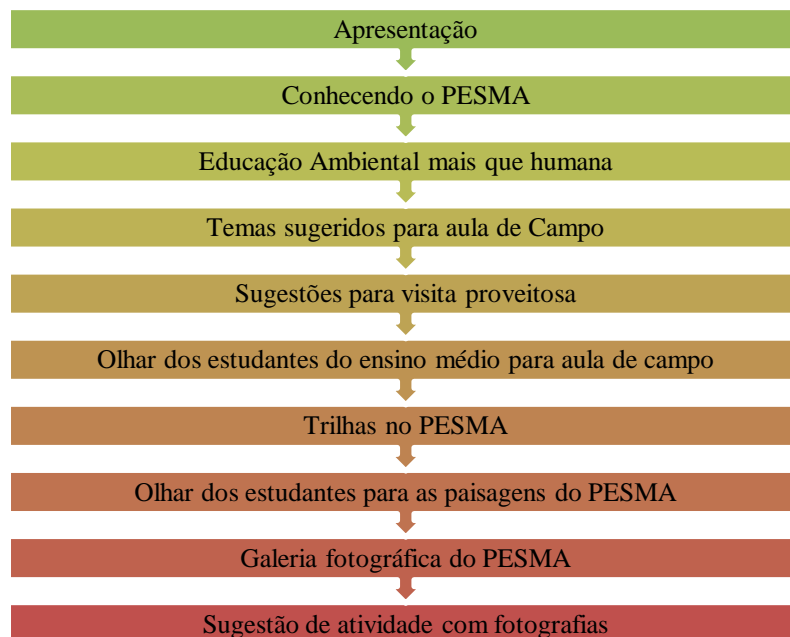 Apresentação
Conhecendo o PESMA
Educação Ambiental mais que humana
Temas sugeridos para aula de Campo
Sugestões para visita proveitosa
Olhar dos estudantes do ensino médio para aula de campo
Trilhas no PESMA
Olhar dos estudantes para as paisagens do PESMA
Galeria fotográfica do PESMA
Sugestão de atividade com fotografias